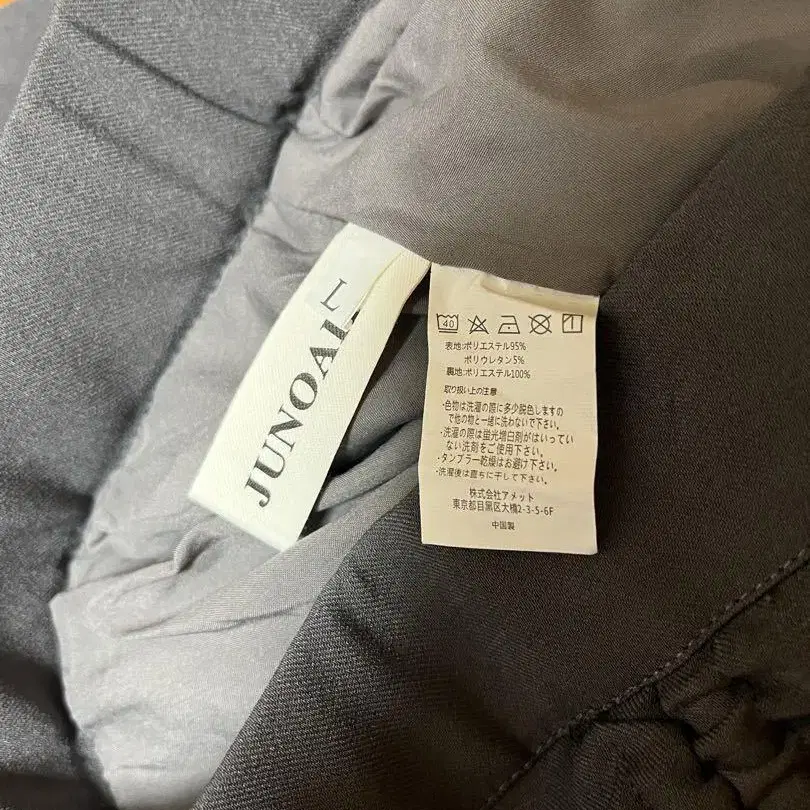 L
JUNOAH
40
表地:ポリエステル95%
ポリウレタン5%
裏地:ポリエステル100%
取り扱い上の注意
・色物は洗濯の際に多少脱色しますの
で他の物と一緒に洗わないで下さい。
・洗濯の際は蛍光増白剤がはいってい
ない洗剤をご使用下さい。
・タンブラー乾燥はお避け下さい。
・洗濯後は直ちに干して下さい。
株式会社アメット
東京都目黒区大橋2-3-5-6F
中国製